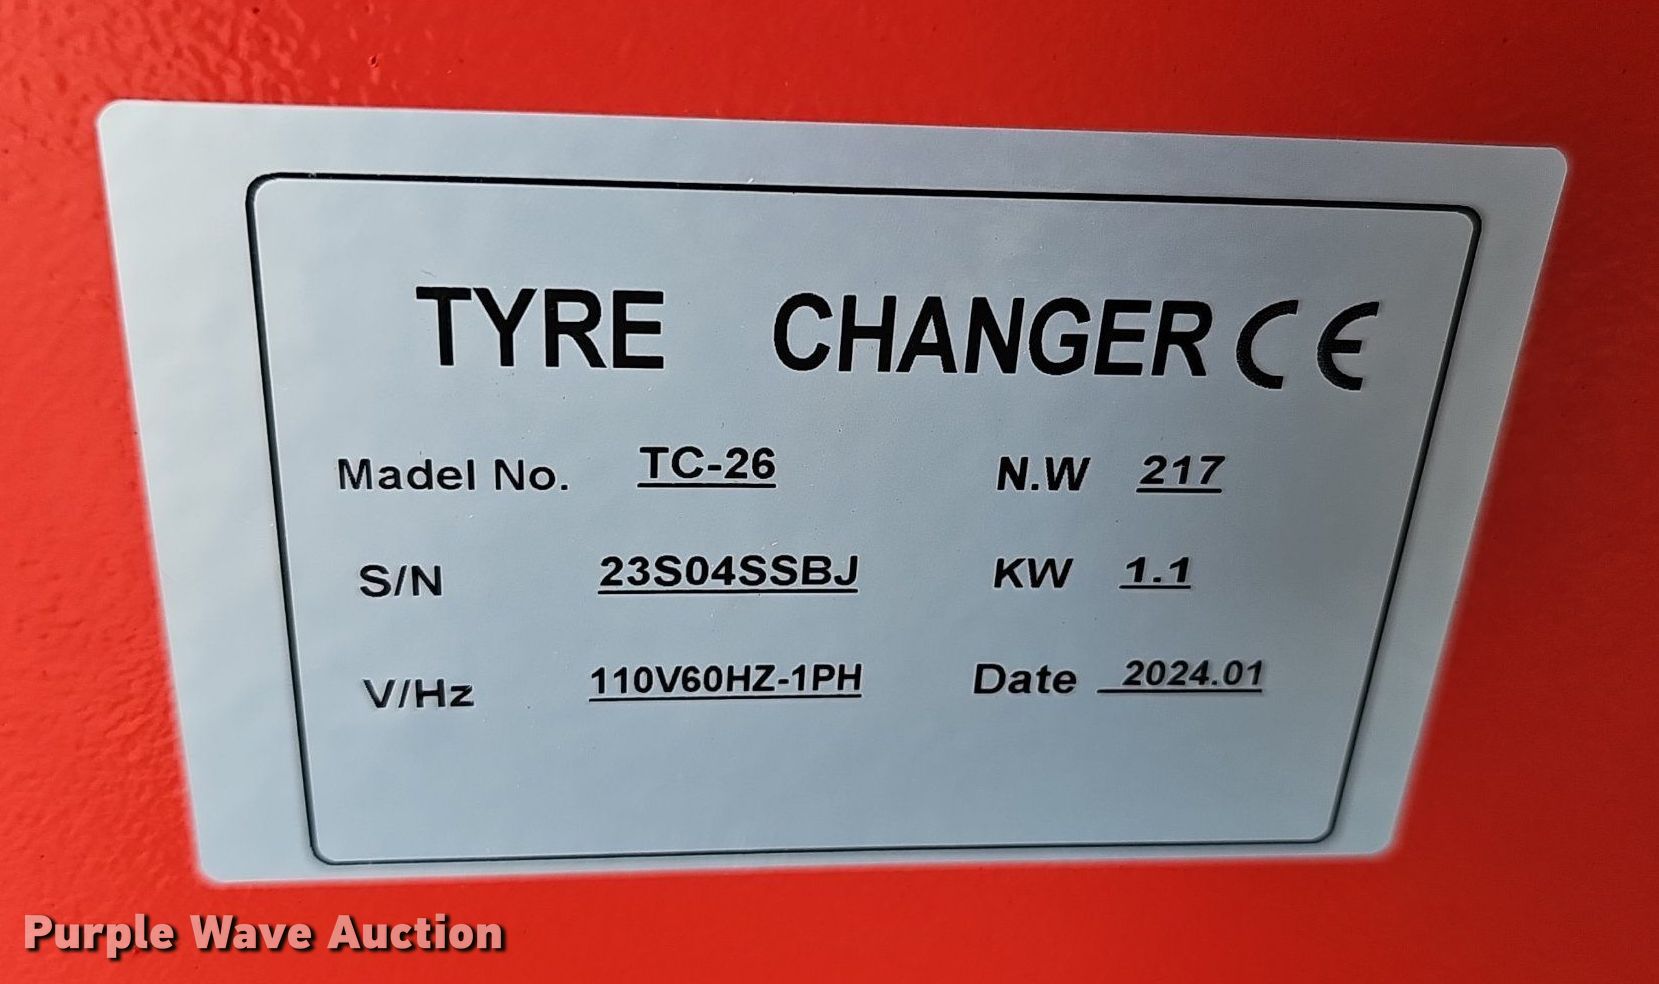 TYRE CHANGER CE
Madel No. TC-26 N.W 217
S/N 23S04SSBJ KW 1.1
V/Hz 110V60HZ-1PH Date 2024.01
Purple Wave Auction